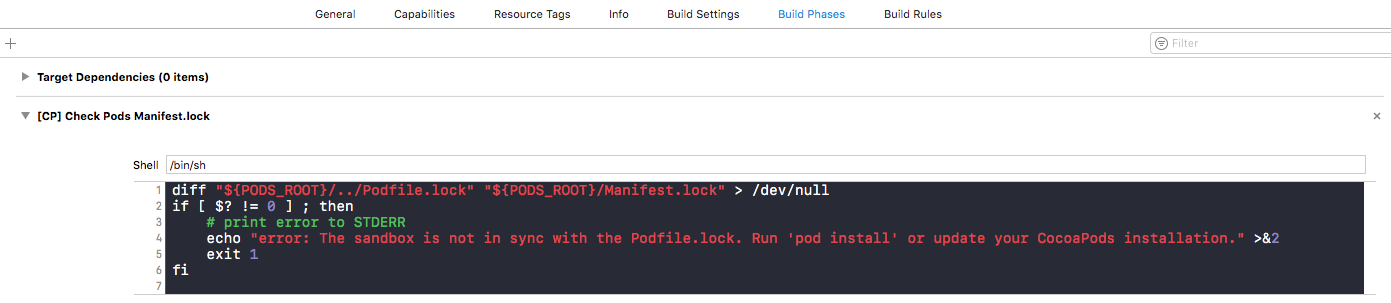 General Capabilities Resource Tags Info Build Settings Build Phases Build Rules
+ Filter
Target Dependencies (0 items)
[CP] Check Pods Manifest.lock ×
Shell /bin/sh
1 diff "${PODS_ROOT}/../Podfile.lock" "${PODS_ROOT}/Manifest.lock" > /dev/null
2 if [ $? != 0 ] ; then
3     # print error to STDERR
4     echo "error: The sandbox is not in sync with the Podfile.lock. Run 'pod install' or update your CocoaPods installation." >&2
5     exit 1
6 fi
7